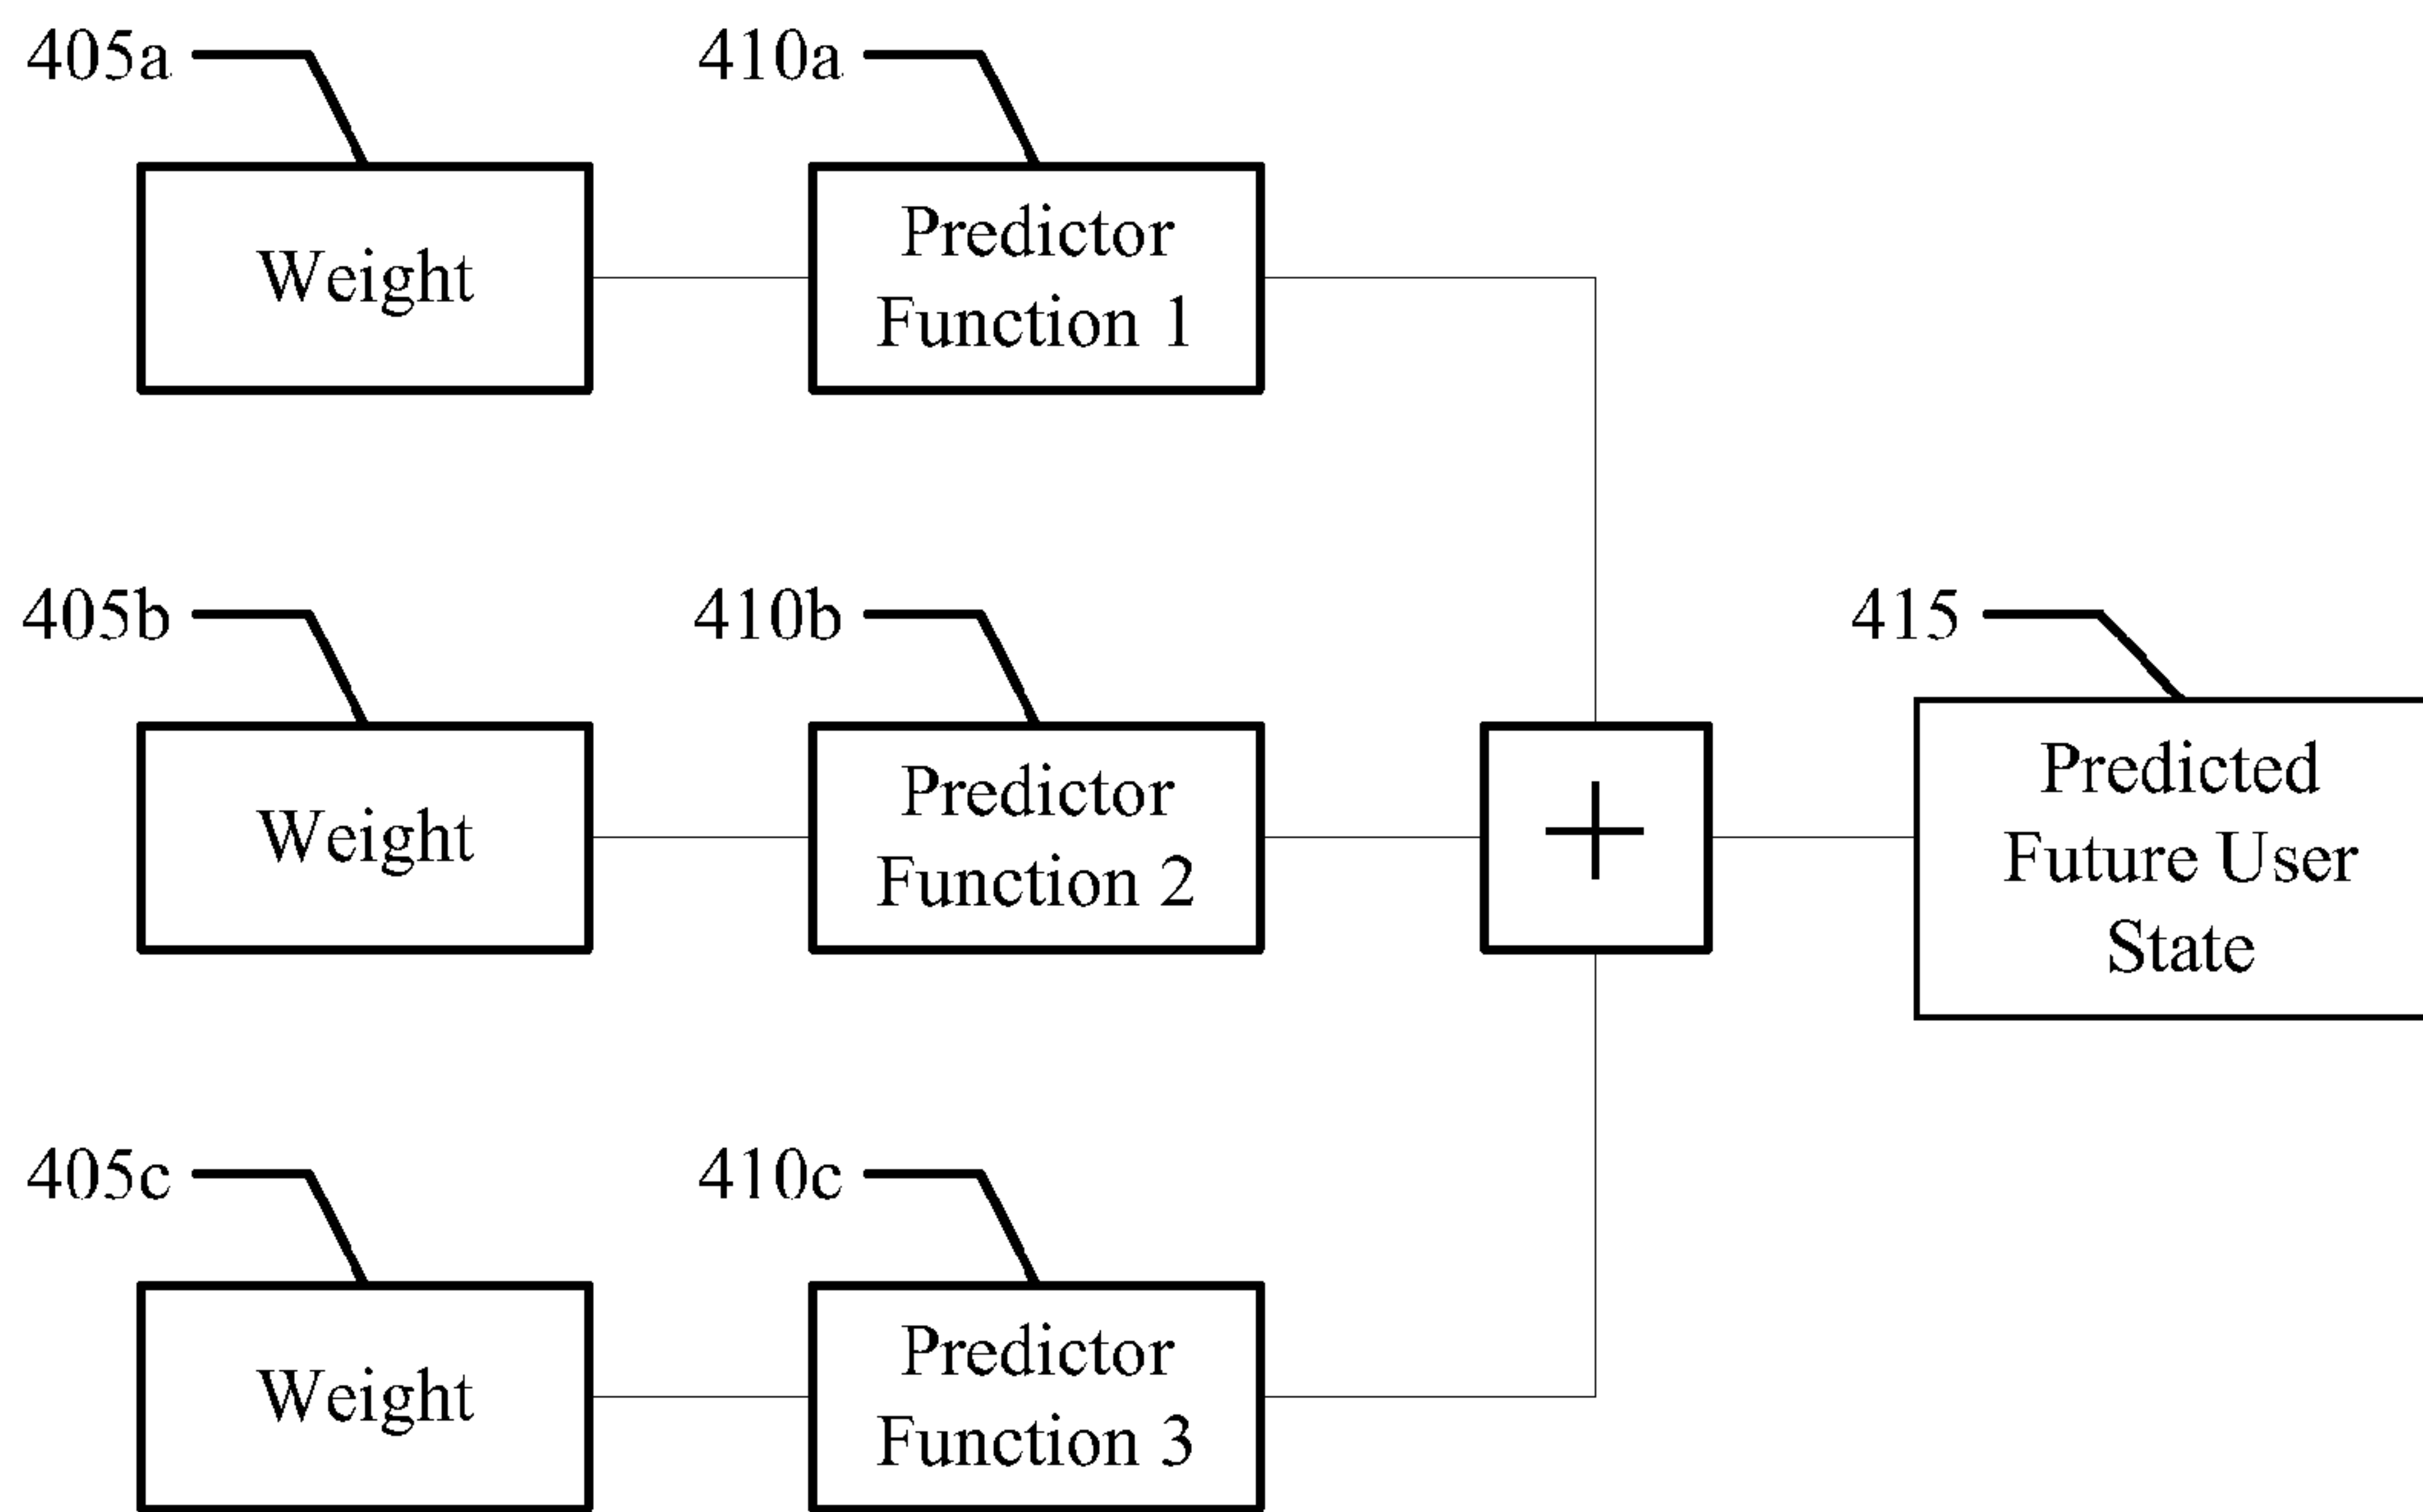 405a
410a
Weight
Predictor
Function 1
405b
410b
415
Weight
Predictor
Function 2
+
Predicted
Future User
State
405c
410c
Weight
Predictor
Function 3